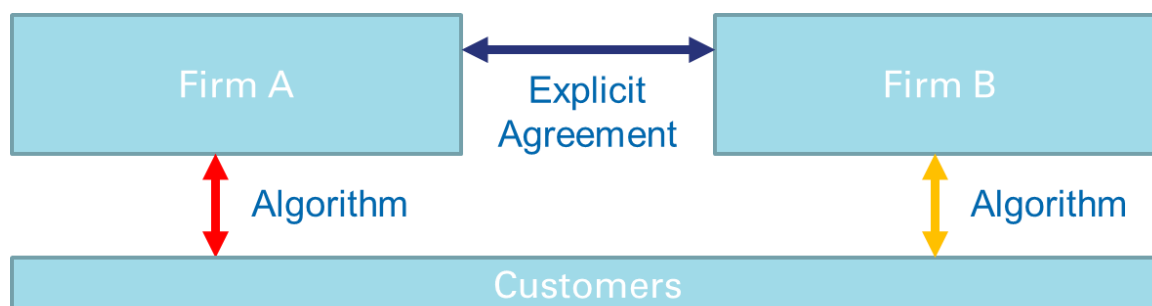 Firm A
Explicit
Agreement
Firm B
Algorithm
Algorithm
Customers